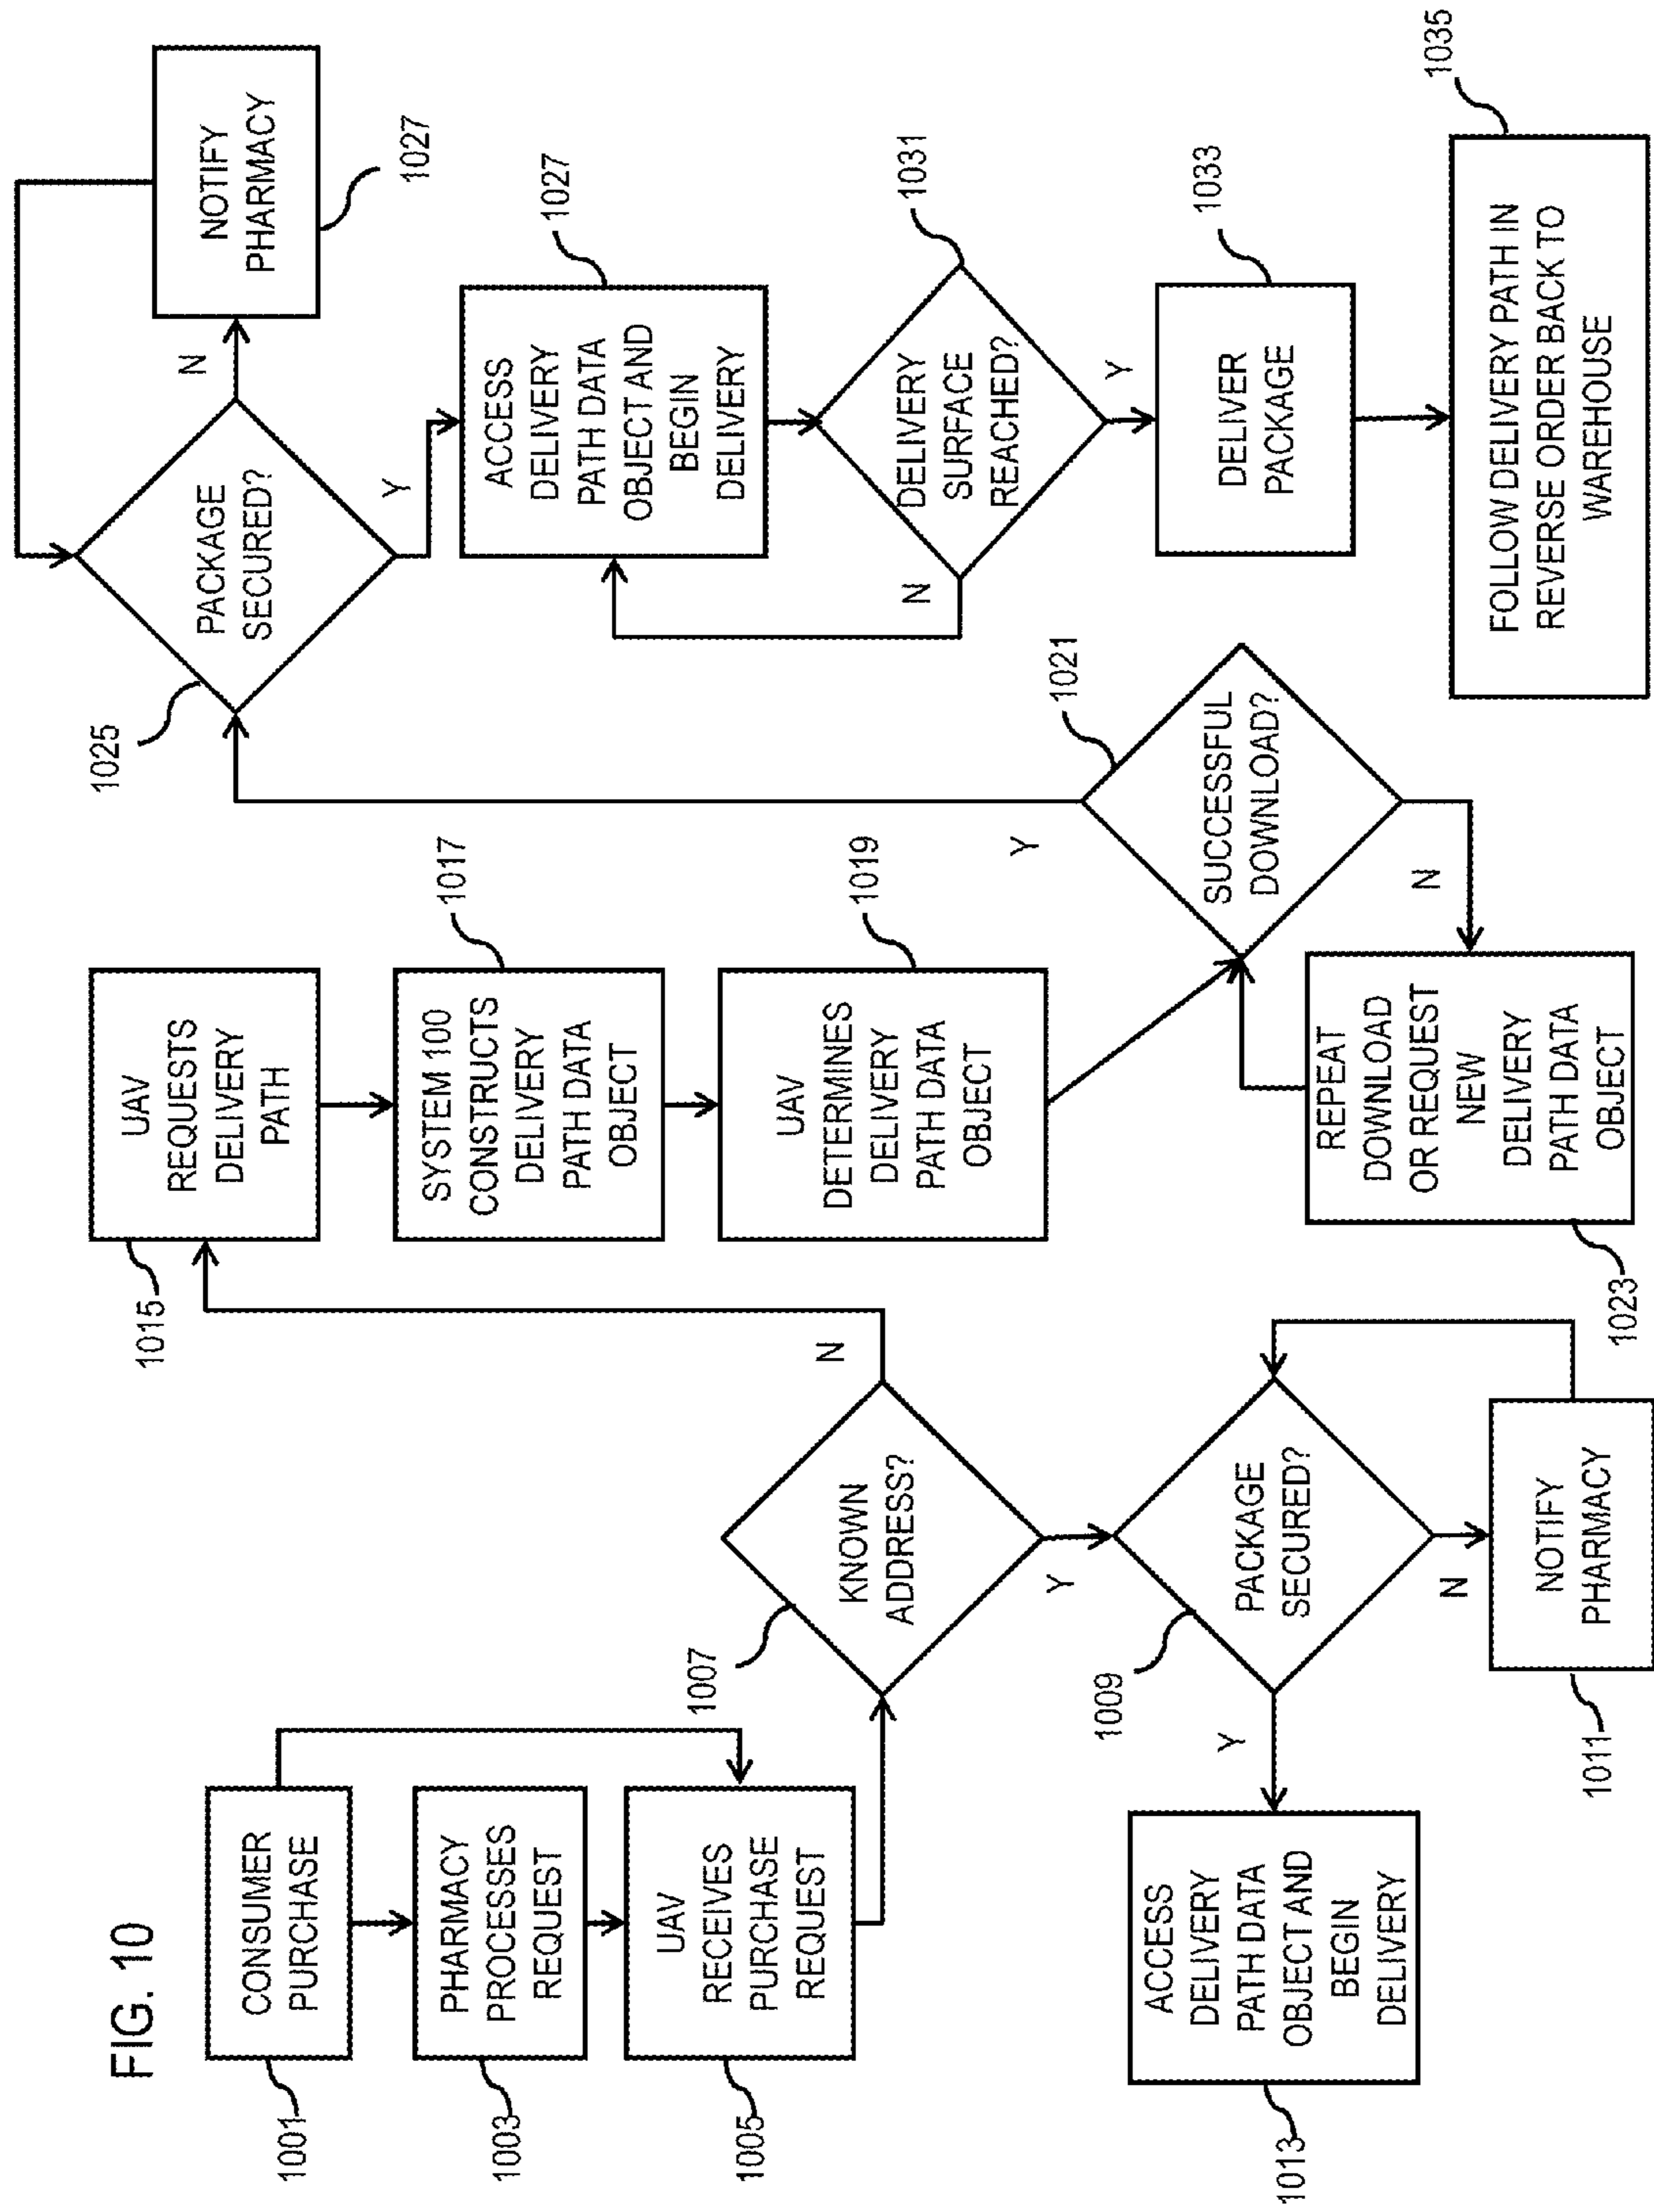 FIG. 10
CONSUMER
PURCHASE
1001
PHARMACY
PROCESSES
REQUEST
1003
UAV
RECEIVES
PURCHASE
REQUEST
1005
KNOWN
ADDRESS?
1007
N
Y
PACKAGE
SECURED?
1009
Y
N
NOTIFY
PHARMACY
1011
ACCESS
DELIVERY
PATH DATA
OBJECT AND
BEGIN
DELIVERY
1013
UAV
REQUESTS
DELIVERY
PATH
1015
SYSTEM 100
CONSTRUCTS
DELIVERY
PATH DATA
OBJECT
1017
UAV
DETERMINES
DELIVERY
PATH DATA
OBJECT
1019
SUCCESSFUL
DOWNLOAD?
1021
Y
N
REPEAT
DOWNLOAD
OR REQUEST
NEW
DELIVERY
PATH DATA
OBJECT
1023
PACKAGE
SECURED?
1025
N
Y
NOTIFY
PHARMACY
1027
ACCESS
DELIVERY
PATH DATA
OBJECT AND
BEGIN
DELIVERY
1027
DELIVERY
SURFACE
REACHED?
1031
N
Y
DELIVER
PACKAGE
1033
FOLLOW DELIVERY PATH IN
REVERSE ORDER BACK TO
WAREHOUSE
1035